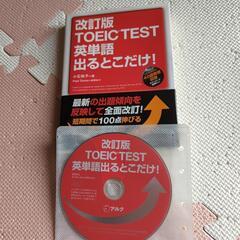 改訂版
TOEIC TEST
英単語
出るとこだけ!
小石裕子 著
最新の出題傾向を
反映して全面改訂!
短期間で100点伸びる
改訂版
TOEIC TEST
英単語出るとこだけ!
アルク